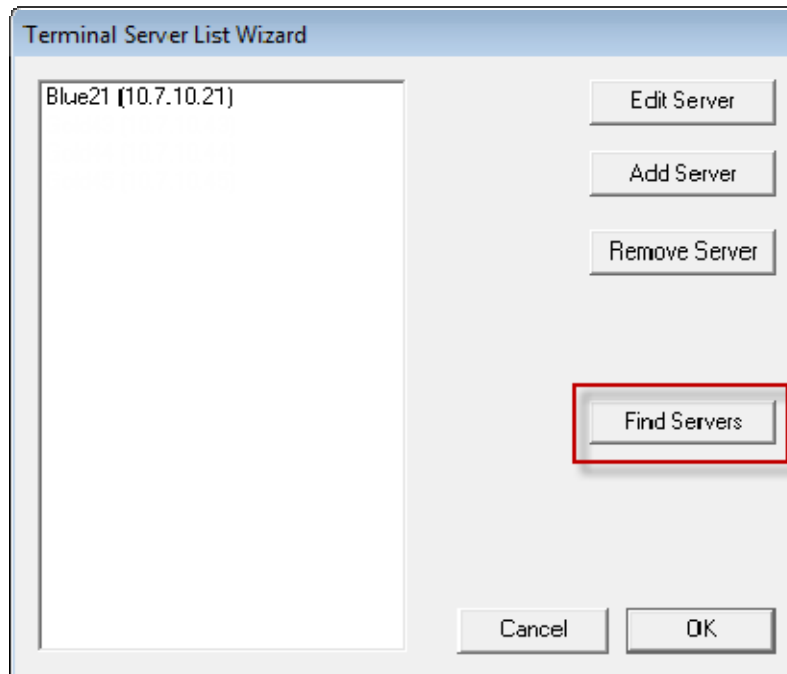 Terminal Server List Wizard
Blue21 (10.7.10.21)
Edit Server
Add Server
Remove Server
Find Servers
Cancel
OK